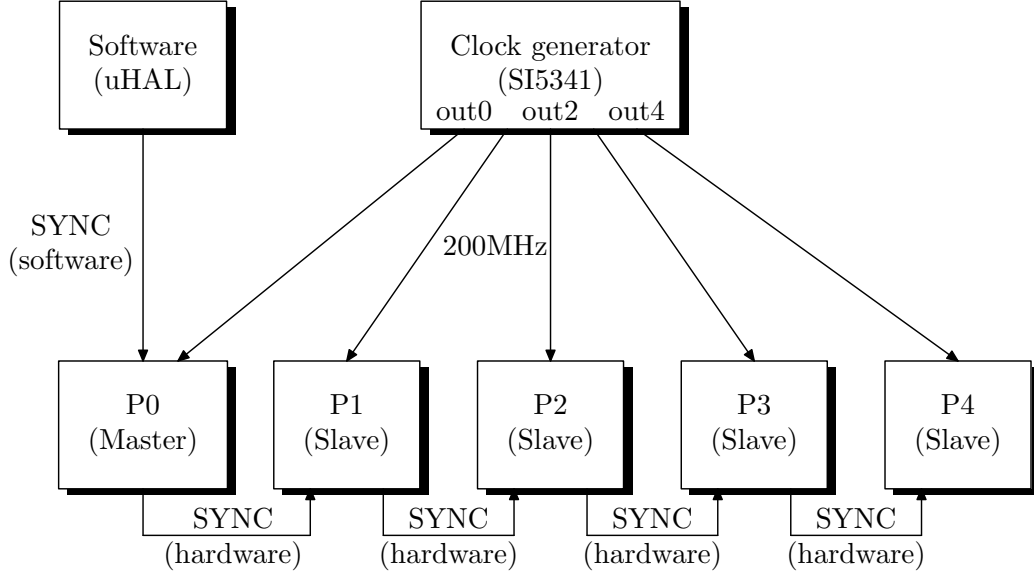 Software
(uHAL)
Clock generator
(SI5341)
out0 out2 out4
SYNC
(software)
200MHz
P0
(Master)
P1
(Slave)
P2
(Slave)
P3
(Slave)
P4
(Slave)
SYNC
(hardware)
SYNC
(hardware)
SYNC
(hardware)
SYNC
(hardware)